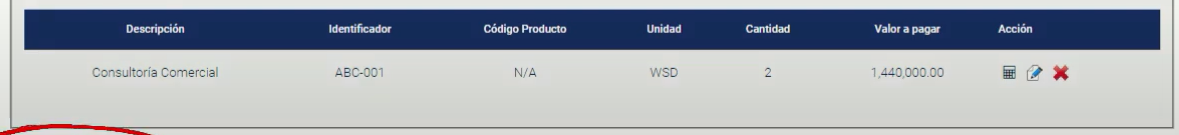 Descripción Identificador Código Producto Unidad Cantidad Valor a pagar Acción
Consultoría Comercial ABC-001 N/A WSD 2 1,440,000.00